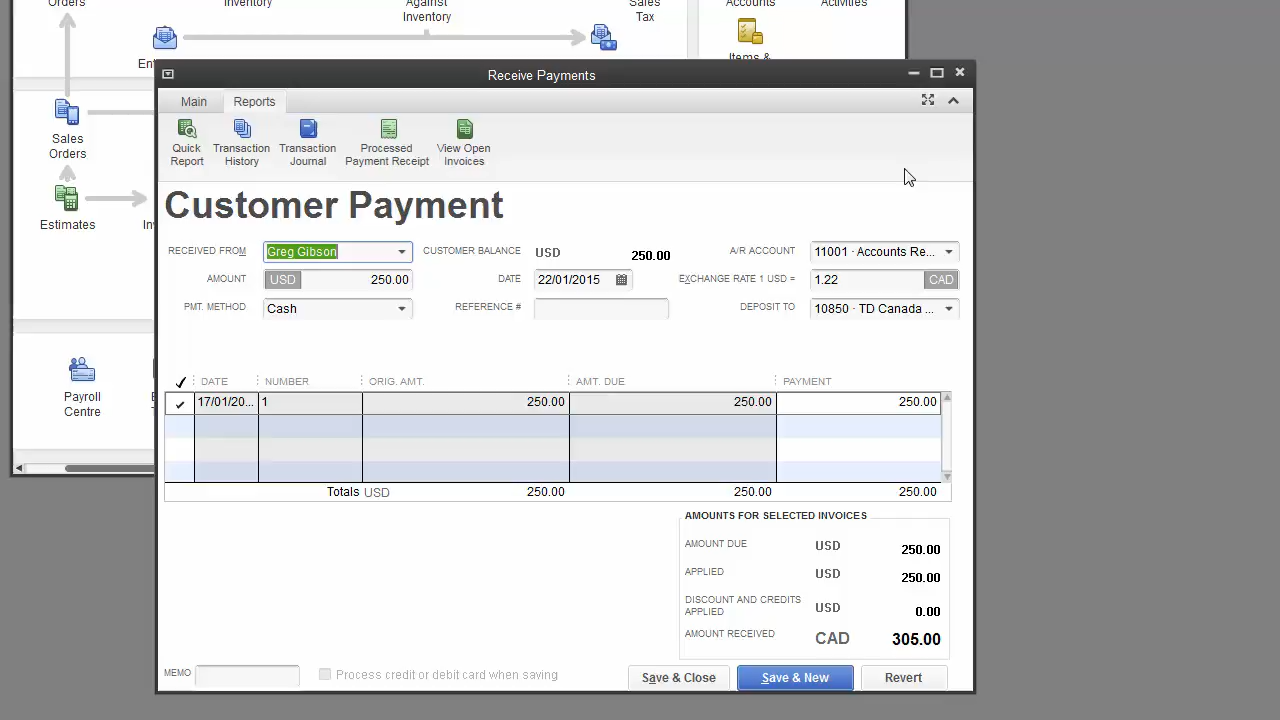 Orders
Inventory
Against
Inventory
Sales
Tax
Accounts
Activities
Items &
Receive Payments
Main
Reports
Sales
Orders
Quick
Report
Transaction
History
Transaction
Journal
Processed
Payment Receipt
View Open
Invoices
Estimates
Customer Payment
RECEIVED FROM
Greg Gibson
CUSTOMER BALANCE
USD
250.00
A/R ACCOUNT
11001 · Accounts Re...
AMOUNT
USD
250.00
DATE
22/01/2015
EXCHANGE RATE 1 USD =
1.22
CAD
PMT. METHOD
Cash
REFERENCE #
DEPOSIT TO
10850 · TD Canada ...
Payroll
Centre
DATE
NUMBER
ORIG. AMT.
AMT. DUE
PAYMENT
17/01/20...
1
250.00
250.00
250.00
Totals USD
250.00
250.00
250.00
AMOUNTS FOR SELECTED INVOICES
AMOUNT DUE
USD
250.00
APPLIED
USD
250.00
DISCOUNT AND CREDITS
APPLIED
USD
0.00
AMOUNT RECEIVED
CAD
305.00
MEMO
Process credit or debit card when saving
Save & Close
Save & New
Revert